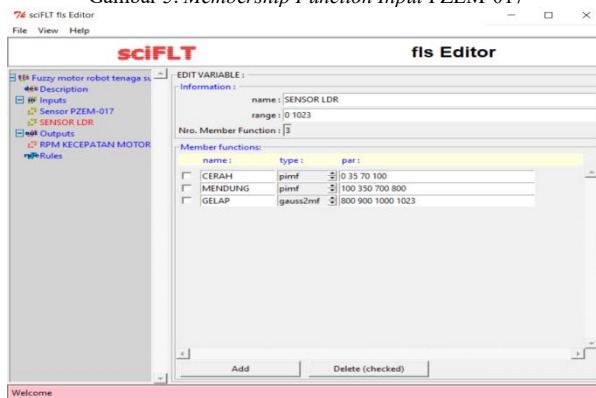 Gambar 5. Membership Function Input PZEM-017
sciFLT fls Editor
File View Help
sciFLT fls Editor
Fuzzy motor robot tenaga su
Description
Inputs
Sensor PZEM-017
SENSOR LDR
Outputs
RPM KECEPATAN MOTOR
Rules
EDIT VARIABLE :
Information :
name : SENSOR LDR
range : 0 1023
Nro. Member Function : 3
Member functions:
name : type : par :
CERAH pimf 0 35 70 100
MENDUNG pimf 100 350 700 800
GELAP gauss2mf 800 900 1000 1023
Add Delete (checked)
Welcome